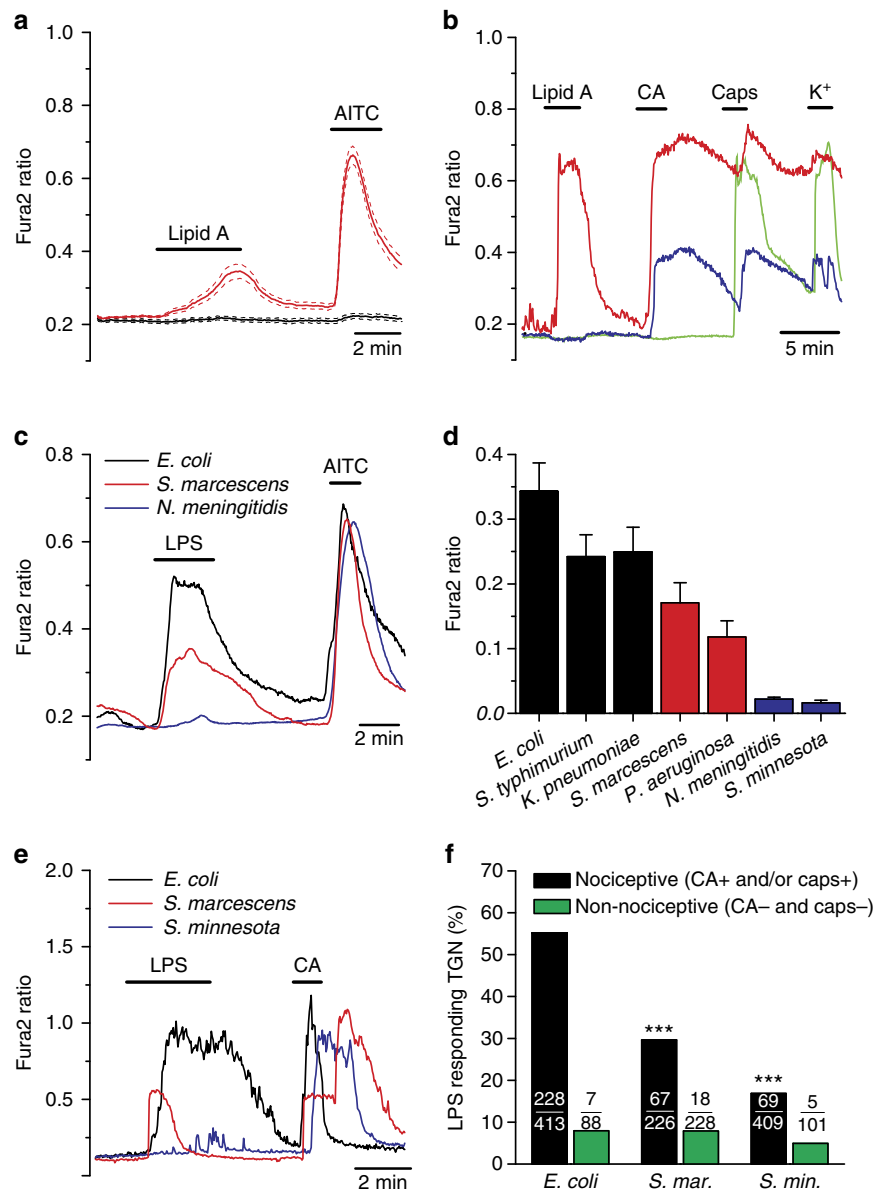 a
1.0
0.8
0.6
0.4
0.2
Fura2 ratio
Lipid A
AITC
2 min
b
1.0
0.8
0.6
0.4
0.2
Fura2 ratio
Lipid A
CA
Caps
K+
5 min
c
0.8
0.6
0.4
0.2
Fura2 ratio
E. coli
S. marcescens
N. meningitidis
LPS
AITC
2 min
d
0.4
0.3
0.2
0.1
0.0
Fura2 ratio
E. coli
S. typhimurium
K. pneumoniae
S. marcescens
P. aeruginosa
N. meningitidis
S. minnesota
e
2.0
1.5
1.0
0.5
Fura2 ratio
E. coli
S. marcescens
S. minnesota
LPS
CA
2 min
f
70
60
50
40
30
20
10
0
LPS responding TGN (%)
Nociceptive (CA+ and/or caps+)
Non-nociceptive (CA– and caps–)
228
413
7
88
***
67
226
18
228
***
69
409
5
101
E. coli
S. mar.
S. min.